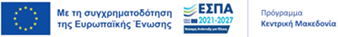 Με τη συγχρηματοδότηση
της Ευρωπαϊκής Ένωσης
ΕΣΠΑ
2021-2027
Πρόγραμμα
Κεντρική Μακεδονία